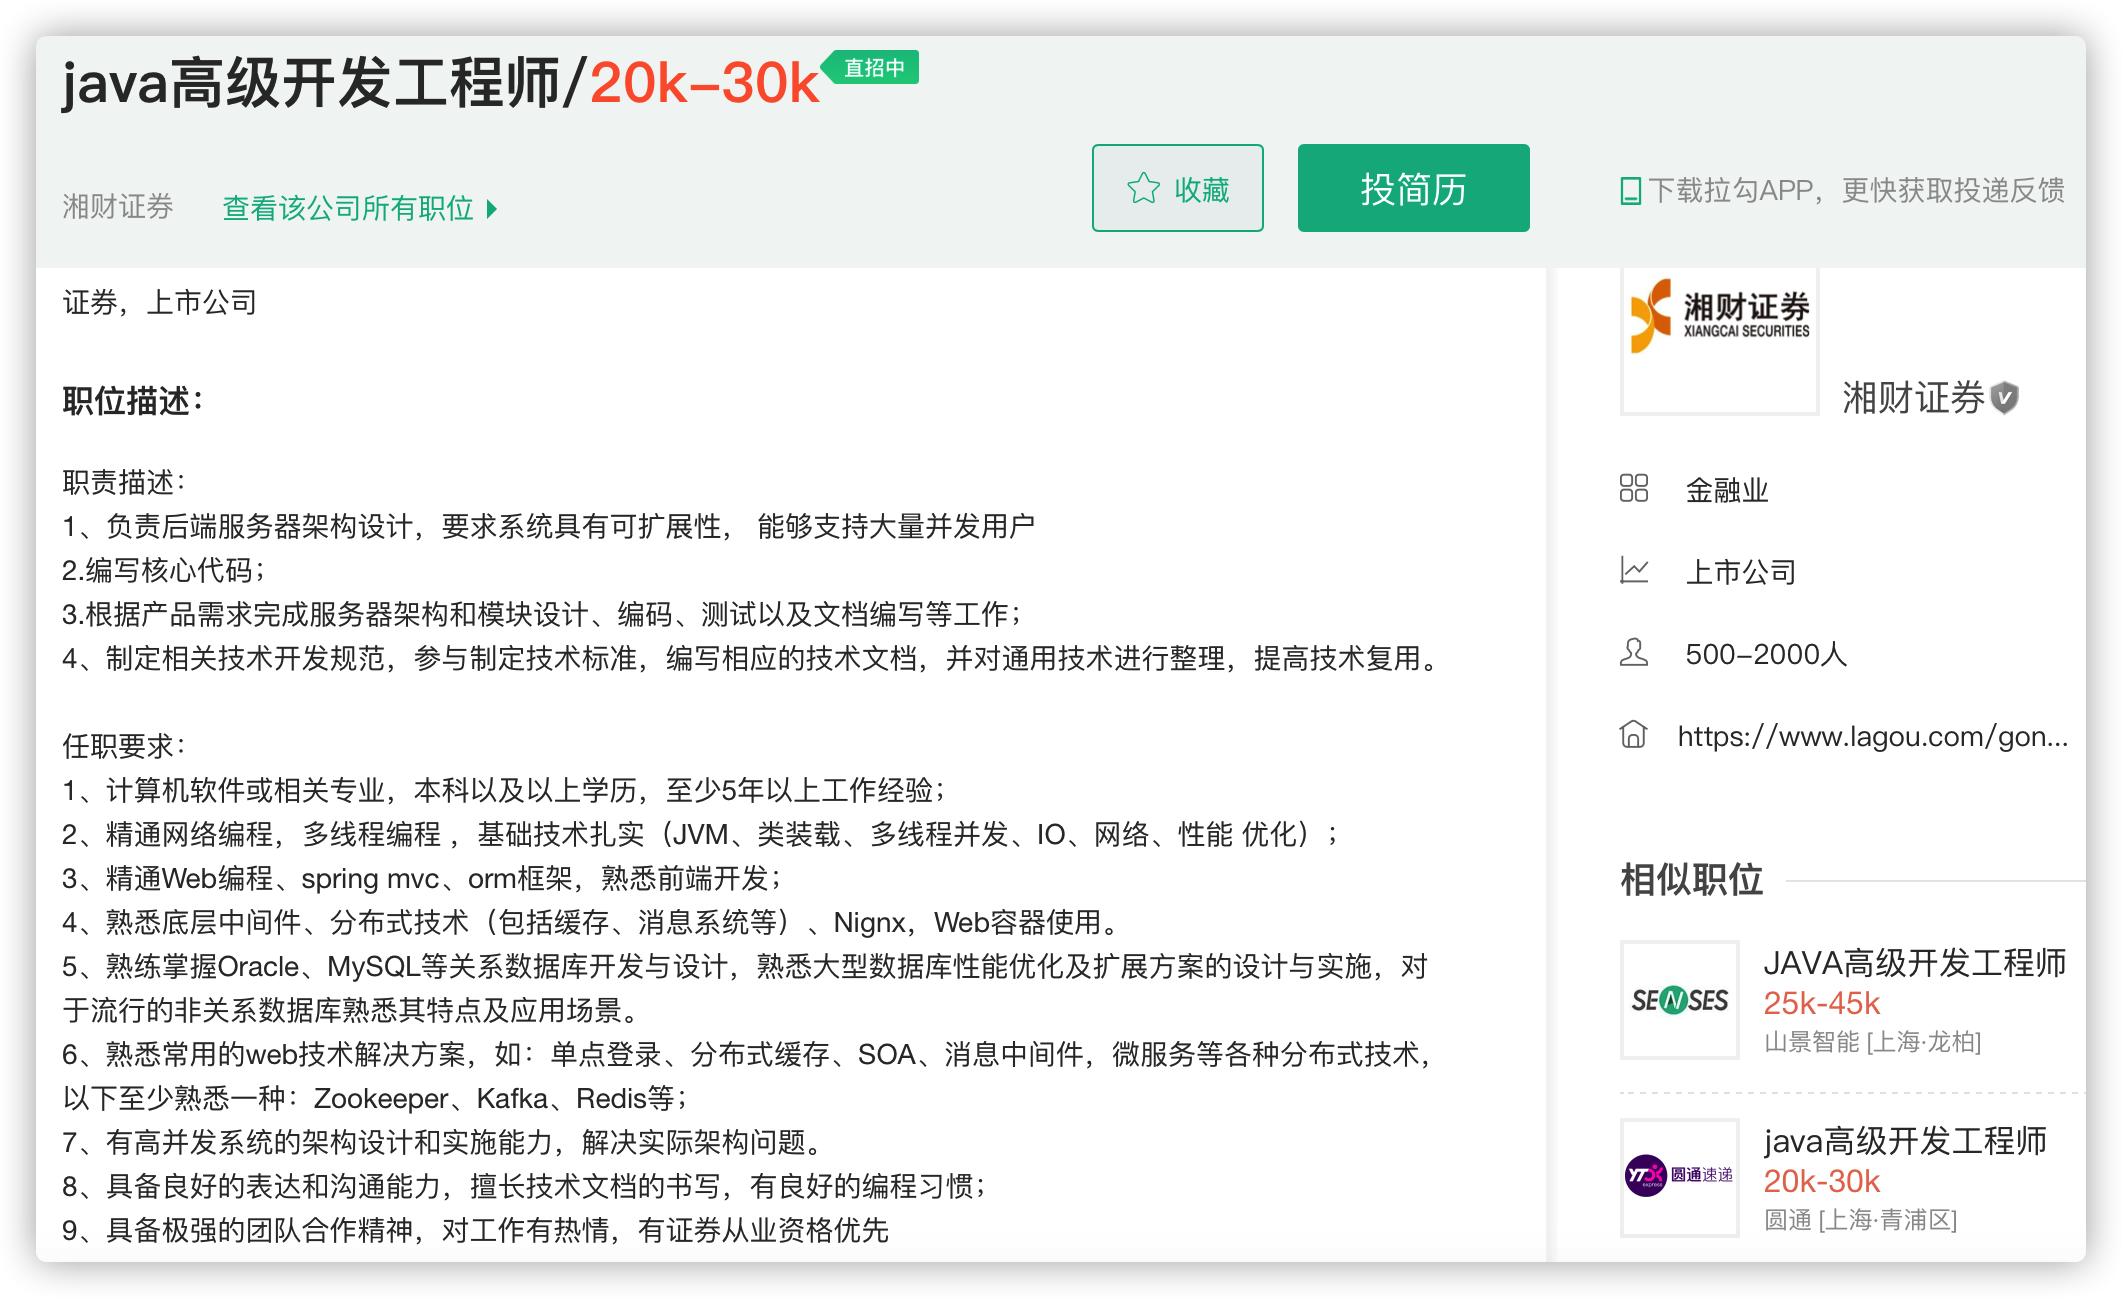 java高级开发工程师/20k-30k
直招中
湘财证券
查看该公司所有职位
收藏
投简历
下载拉勾APP，更快获取投递反馈
证券，上市公司
职位描述：
职责描述：
1、负责后端服务器架构设计，要求系统具有可扩展性， 能够支持大量并发用户
2.编写核心代码；
3.根据产品需求完成服务器架构和模块设计、编码、测试以及文档编写等工作；
4、制定相关技术开发规范，参与制定技术标准，编写相应的技术文档，并对通用技术进行整理，提高技术复用。
任职要求：
1、计算机软件或相关专业，本科以及以上学历，至少5年以上工作经验；
2、精通网络编程，多线程编程 ，基础技术扎实（JVM、类装载、多线程并发、IO、网络、性能 优化）；
3、精通Web编程、spring mvc、orm框架，熟悉前端开发；
4、熟悉底层中间件、分布式技术（包括缓存、消息系统等）、Nignx，Web容器使用。
5、熟练掌握Oracle、MySQL等关系数据库开发与设计，熟悉大型数据库性能优化及扩展方案的设计与实施，对
于流行的非关系数据库熟悉其特点及应用场景。
6、熟悉常用的web技术解决方案，如：单点登录、分布式缓存、SOA、消息中间件，微服务等各种分布式技术，
以下至少熟悉一种：Zookeeper、Kafka、Redis等；
7、有高并发系统的架构设计和实施能力，解决实际架构问题。
8、具备良好的表达和沟通能力，擅长技术文档的书写，有良好的编程习惯；
9、具备极强的团队合作精神，对工作有热情，有证券从业资格优先
湘财证券
XIANGCAI SECURITIES
湘财证券
V
金融业
上市公司
500-2000人
https://www.lagou.com/gon...
相似职位
SENSES
JAVA高级开发工程师
25k-45k
山景智能 [上海·龙柏]
YTO
express
圆通速递
java高级开发工程师
20k-30k
圆通 [上海·青浦区]